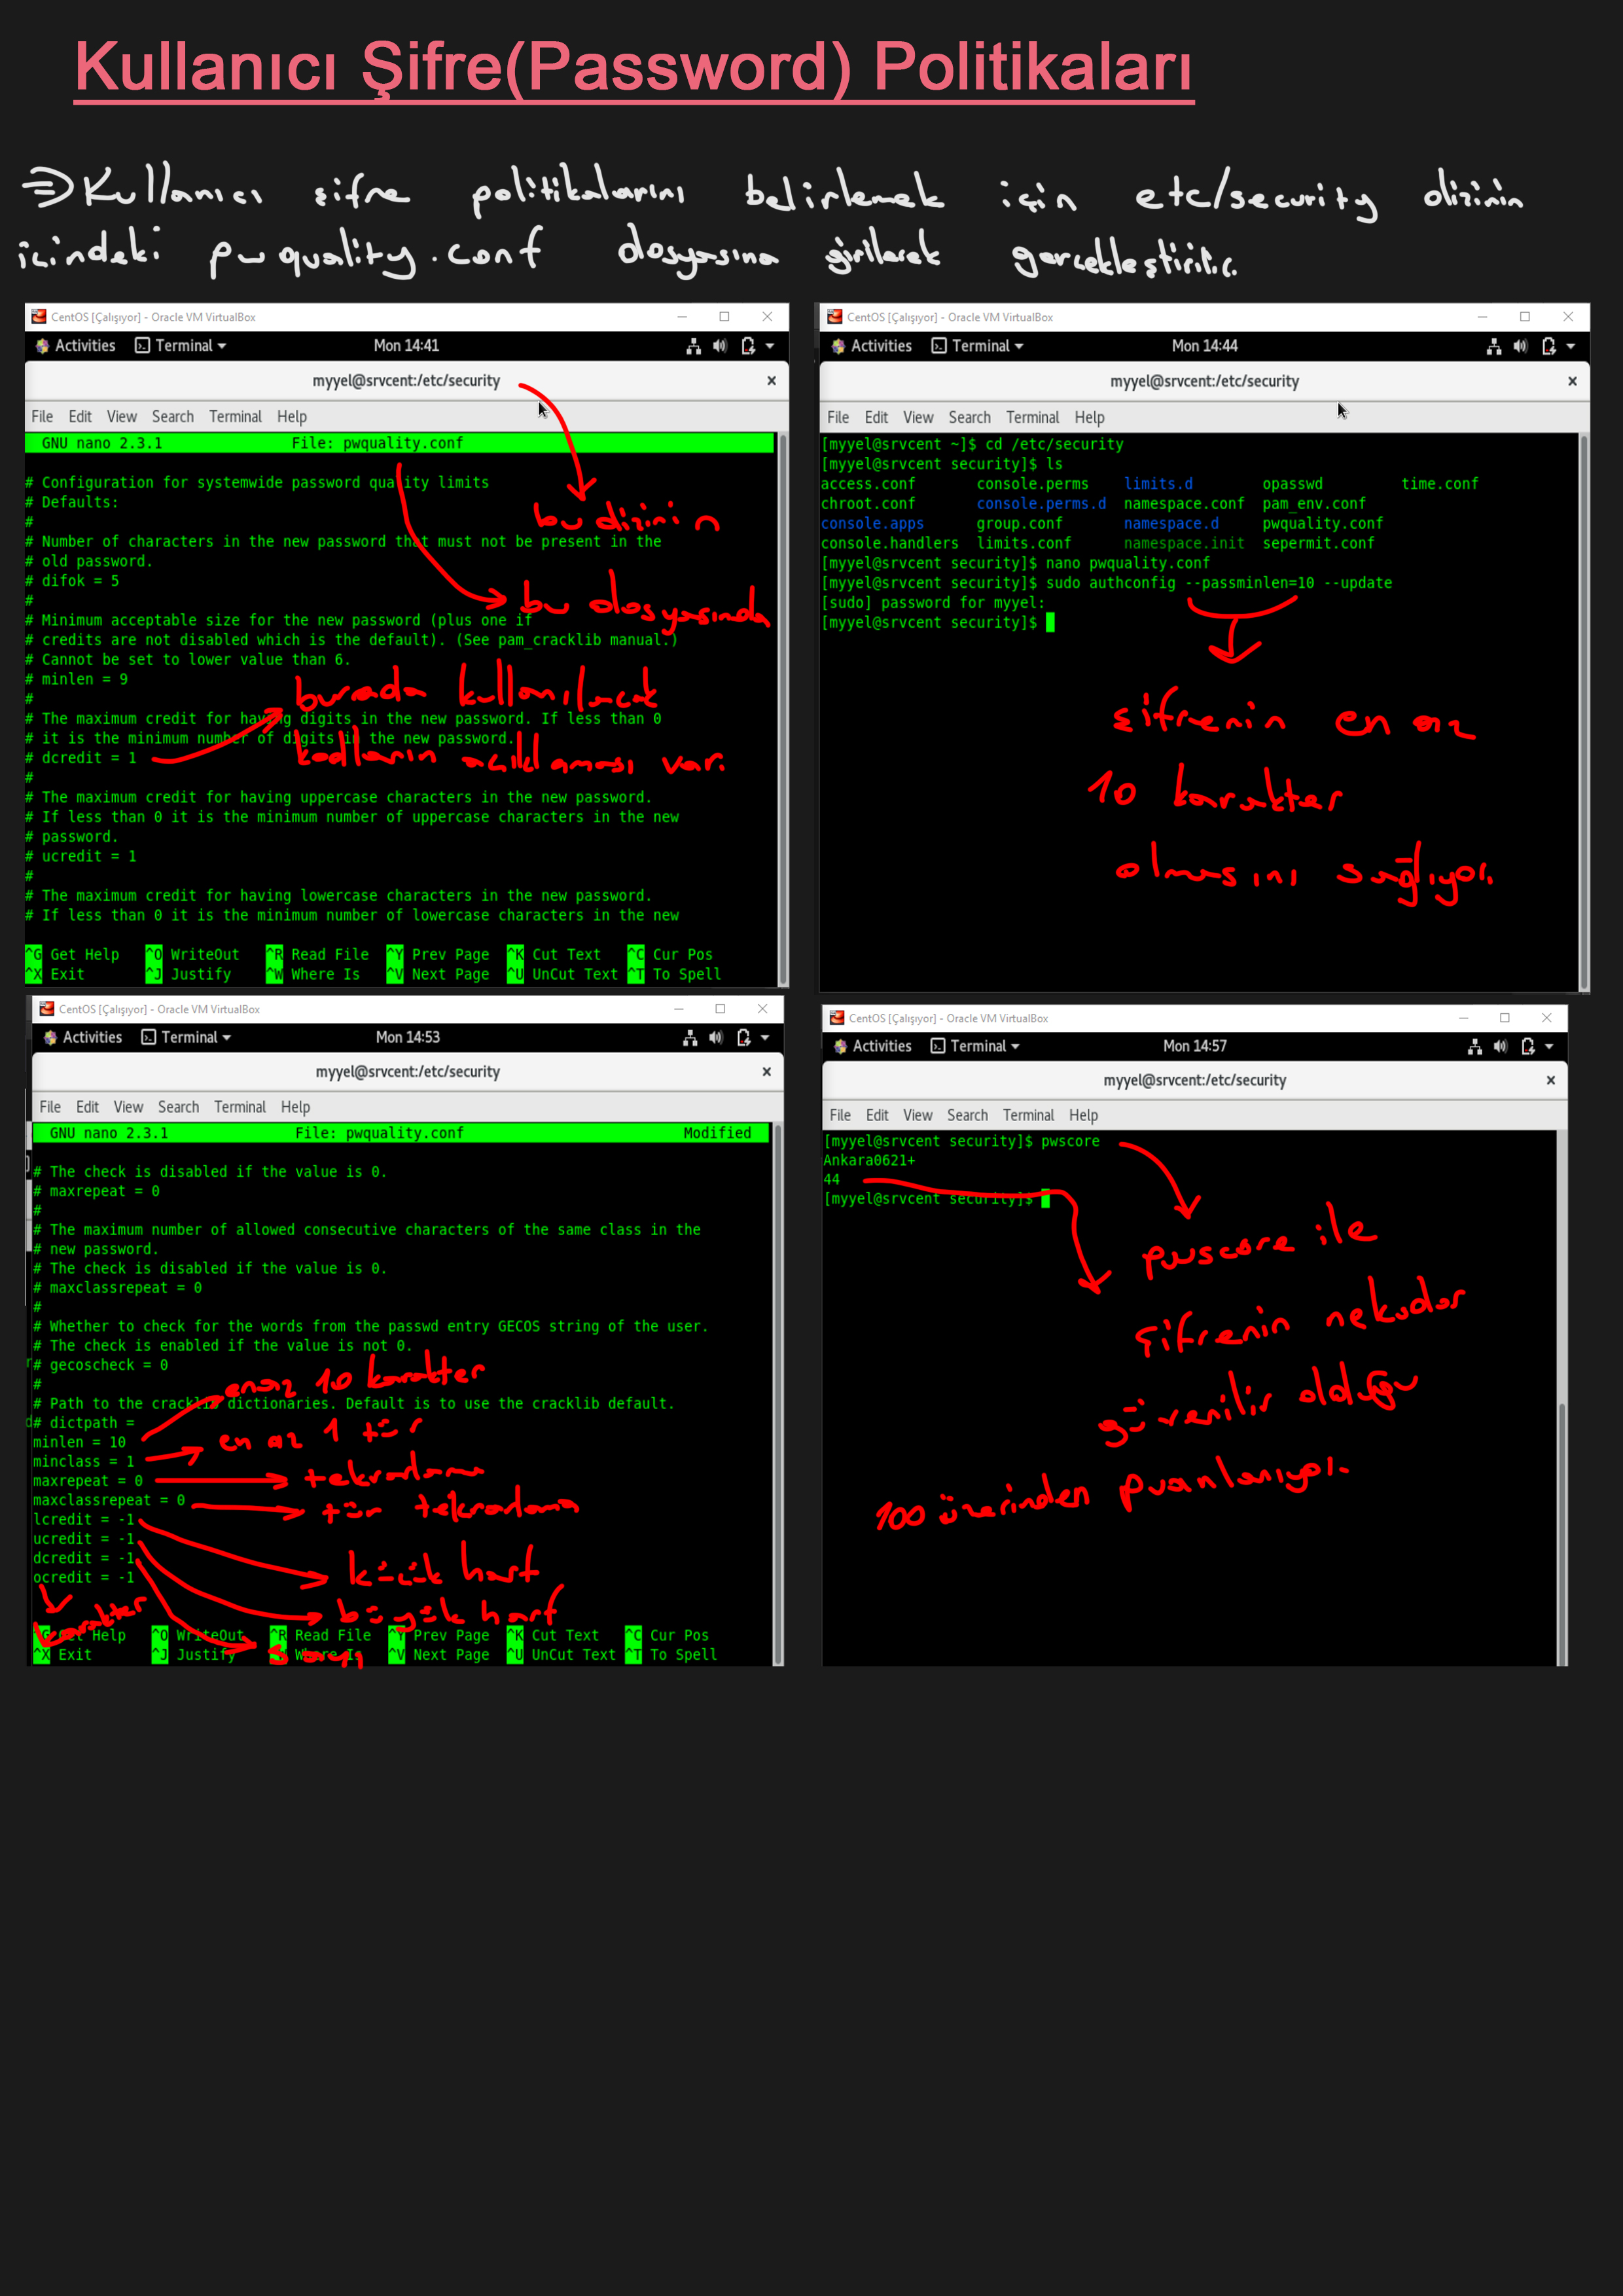 Kullanıcı Şifre(Password) Politikaları
⇒ Kullanıcı şifre politikalarını belirlemek için etc/security dizinin
içindeki pwquality.conf dosyasına girilerek gerçekleştirilir.
CentOS [Çalışıyor] - Oracle VM VirtualBox
Activities Terminal Mon 14:41
myyel@srvcent:/etc/security
File Edit View Search Terminal Help
GNU nano 2.3.1 File: pwquality.conf
# Configuration for systemwide password quality limits
# Defaults:
#
# Number of characters in the new password that must not be present in the
# old password.
# difok = 5
#
# Minimum acceptable size for the new password (plus one if
# credits are not disabled which is the default). (See pam_cracklib manual.)
# Cannot be set to lower value than 6.
# minlen = 9
#
# The maximum credit for having digits in the new password. If less than 0
# it is the minimum number of digits in the new password.
# dcredit = 1
#
# The maximum credit for having uppercase characters in the new password.
# If less than 0 it is the minimum number of uppercase characters in the new
# password.
# ucredit = 1
#
# The maximum credit for having lowercase characters in the new password.
# If less than 0 it is the minimum number of lowercase characters in the new
^G Get Help ^O WriteOut ^R Read File ^Y Prev Page ^K Cut Text ^C Cur Pos
^X Exit ^J Justify ^W Where Is ^V Next Page ^U UnCut Text ^T To Spell
bu dizinin
bu dosyasında
burada kullanılacak
kodların açıklaması var.
CentOS [Çalışıyor] - Oracle VM VirtualBox
Activities Terminal Mon 14:44
myyel@srvcent:/etc/security
File Edit View Search Terminal Help
[myyel@srvcent ~]$ cd /etc/security
[myyel@srvcent security]$ ls
access.conf console.perms limits.d opasswd time.conf
chroot.conf console.perms.d namespace.conf pam_env.conf
console.apps group.conf namespace.d pwquality.conf
console.handlers limits.conf namespace.init sepermit.conf
[myyel@srvcent security]$ nano pwquality.conf
[myyel@srvcent security]$ sudo authconfig --passminlen=10 --update
[sudo] password for myyel:
[myyel@srvcent security]$
şifrenin en az
10 karakter
olmasını sağlıyor.
CentOS [Çalışıyor] - Oracle VM VirtualBox
Activities Terminal Mon 14:53
myyel@srvcent:/etc/security
File Edit View Search Terminal Help
GNU nano 2.3.1 File: pwquality.conf Modified
# The check is disabled if the value is 0.
# maxrepeat = 0
#
# The maximum number of allowed consecutive characters of the same class in the
# new password.
# The check is disabled if the value is 0.
# maxclassrepeat = 0
#
# Whether to check for the words from the passwd entry GECOS string of the user.
# The check is enabled if the value is not 0.
# gecoscheck = 0
#
# Path to the cracklib dictionaries. Default is to use the cracklib default.
# dictpath =
minlen = 10
minclass = 1
maxrepeat = 0
maxclassrepeat = 0
lcredit = -1
ucredit = -1
dcredit = -1
ocredit = -1
^G Get Help ^O WriteOut ^R Read File ^Y Prev Page ^K Cut Text ^C Cur Pos
^X Exit ^J Justify ^W Where Is ^V Next Page ^U UnCut Text ^T To Spell
en az 10 karakter
en az 1 tür
tekrarlama
tür tekrarlama
küçük harf
büyük harf
sayı
karakter
CentOS [Çalışıyor] - Oracle VM VirtualBox
Activities Terminal Mon 14:57
myyel@srvcent:/etc/security
File Edit View Search Terminal Help
[myyel@srvcent security]$ pwscore
Ankara0621+
44
[myyel@srvcent security]$
pwscore ile
şifrenin nekadar
güvenilir olduğu
100 üzerinden puanlanıyor.